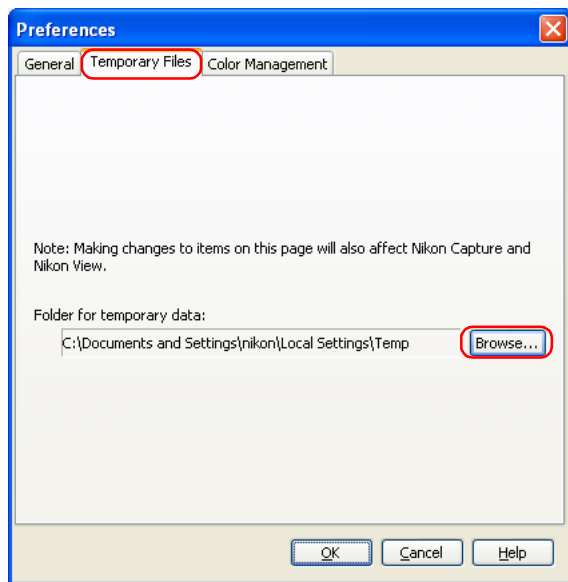 Preferences
General Temporary Files Color Management
Note: Making changes to items on this page will also affect Nikon Capture and
Nikon View.
Folder for temporary data:
C:\Documents and Settings\nikon\Local Settings\Temp Browse...
OK Cancel Help